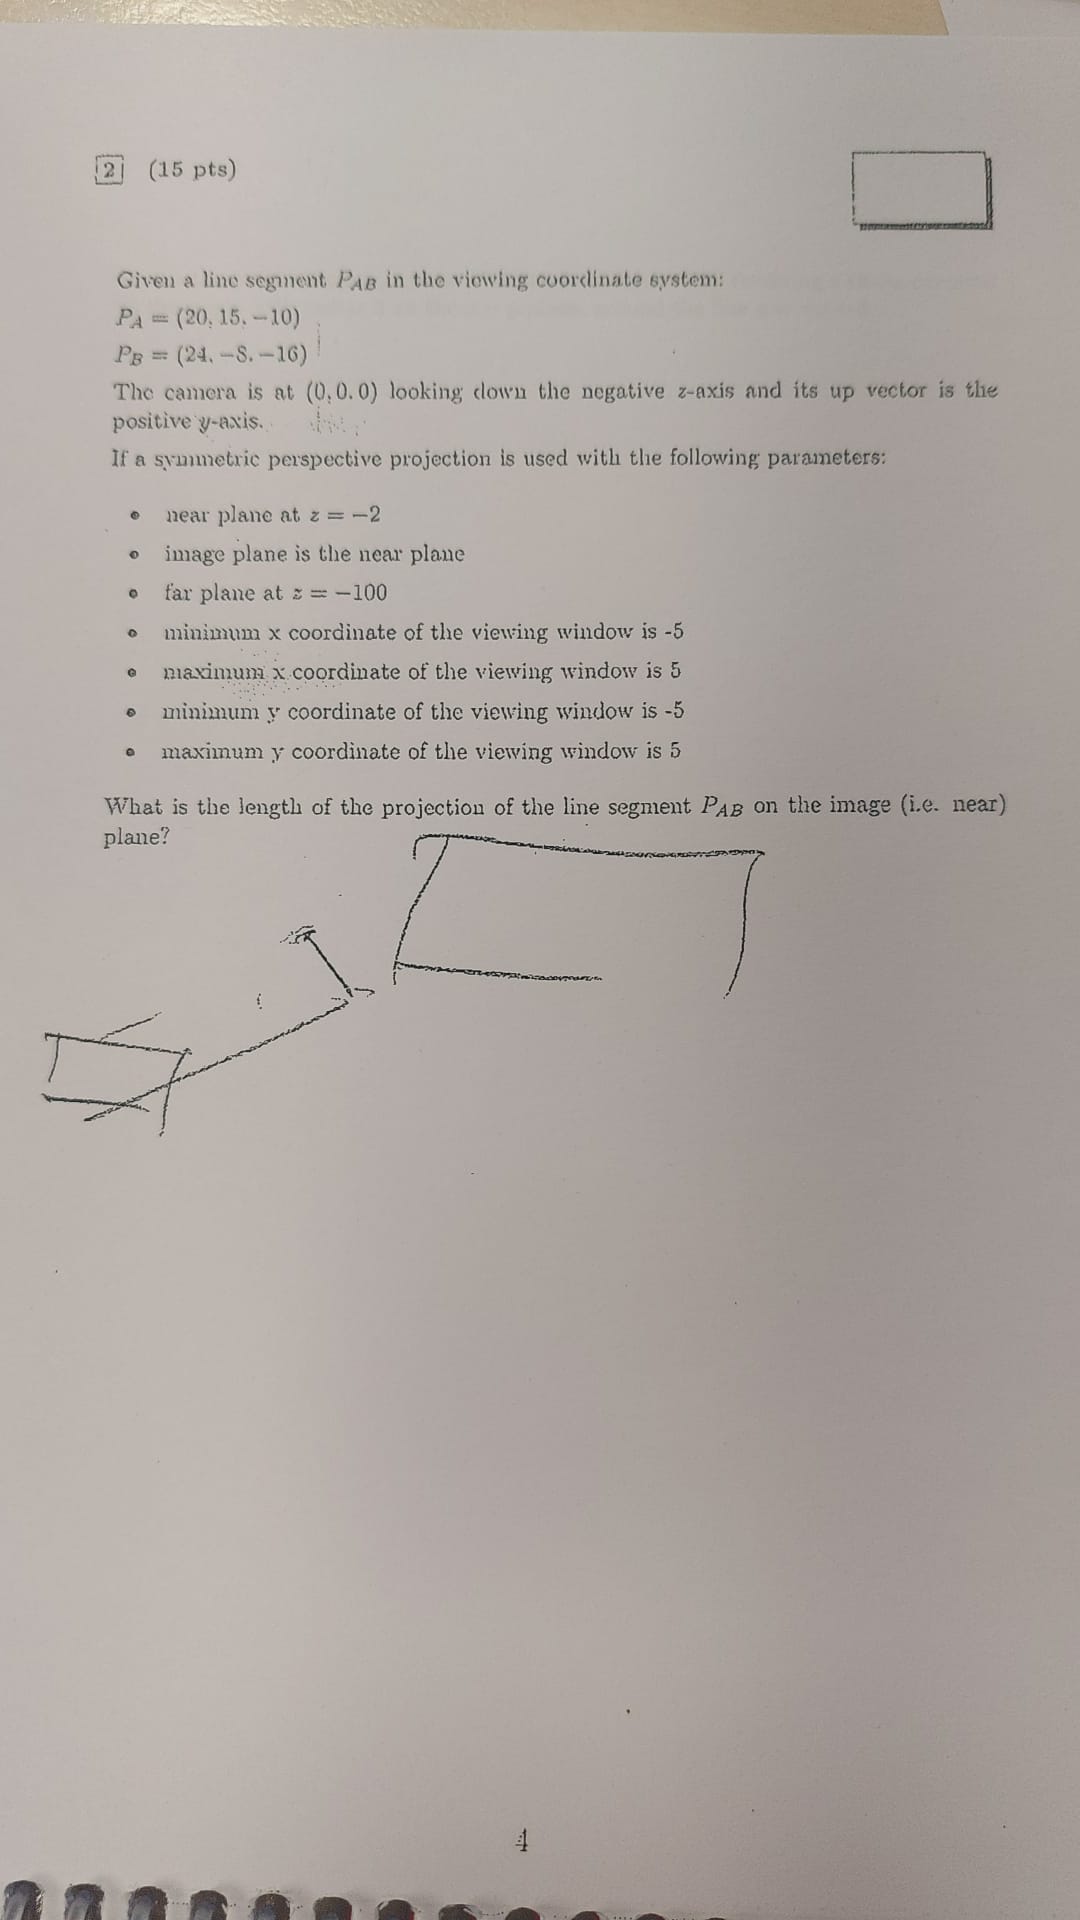 2 (15 pts)
Given a line segment P_AB in the viewing coordinate system:
P_A = (20, 15, −10)
P_B = (24, −8, −16)
The camera is at (0, 0, 0) looking down the negative z-axis and its up vector is the
positive y-axis.
If a symmetric perspective projection is used with the following parameters:
• near plane at z = −2
• image plane is the near plane
• far plane at z = −100
• minimum x coordinate of the viewing window is -5
• maximum x coordinate of the viewing window is 5
• minimum y coordinate of the viewing window is -5
• maximum y coordinate of the viewing window is 5
What is the length of the projection of the line segment P_AB on the image (i.e. near)
plane?
4